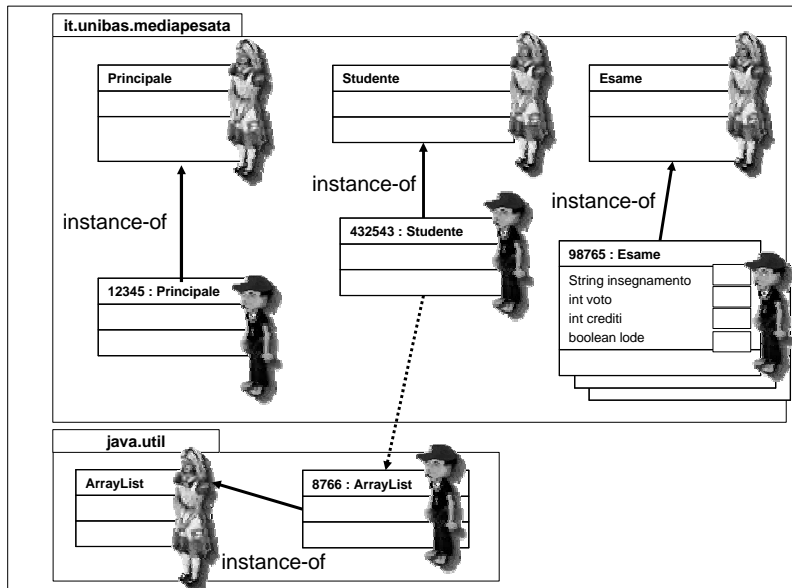 it.unibas.mediapesata
Principale
Studente
Esame
instance-of
instance-of
instance-of
432543 : Studente
12345 : Principale
98765 : Esame
String insegnamento
int voto
int crediti
boolean lode
java.util
ArrayList
8766 : ArrayList
instance-of